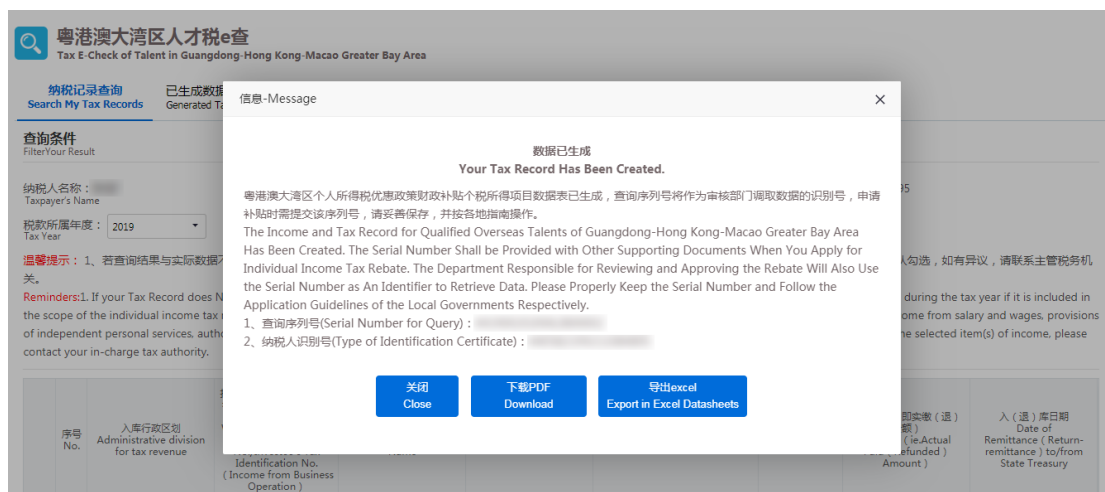 粤港澳大湾区人才税e查
Tax E-Check of Talent in Guangdong-Hong Kong-Macao Greater Bay Area
纳税记录查询
Search My Tax Records
已生成数据
Generated
信息-Message
×
查询条件
FilterYour Result
纳税人名称：
Taxpayer's Name
税款所属年度：
Tax Year
2019
温馨提示：1、若查询结果与实际数据不
关。
Reminders:1. If your Tax Record does
the scope of the individual income tax
of independent personal services,
contact your in-charge tax authority.
数据已生成
Your Tax Record Has Been Created.
粤港澳大湾区个人所得税优惠政策财政补贴个税所得项目数据表已生成，查询序列号将作为审核部门调取数据的识别号，申请
补贴时需提交该序列号，请妥善保存，并按各地指南操作。
The Income and Tax Record for Qualified Overseas Talents of Guangdong-Hong Kong-Macao Greater Bay Area
Has Been Created. The Serial Number Shall be Provided with Other Supporting Documents When You Apply for
Individual Income Tax Rebate. The Department Responsible for Reviewing and Approving the Rebate Will Also Use
the Serial Number as An Identifier to Retrieve Data. Please Properly Keep the Serial Number and Follow the
Application Guidelines of the Local Governments Respectively.
1、查询序列号(Serial Number for Query)：
2、纳税人识别号(Type of Identification Certificate)：
关闭
Close
下载PDF
Download
导出excel
Export in Excel Datasheets
95
勾选，如有异议，请联系主管税务机
during the tax year if it is included in
ome from salary and wages, provisions
he selected item(s) of income, please
序号
No.
入库行政区划
Administrative division
for tax revenue
Identification No.
( Income from Business
Operation )
即实缴（退）
额）
( ie.Actual
efunded )
Amount )
入（退）库日期
Date of
Remittance ( Return-
remittance ) to/from
State Treasury